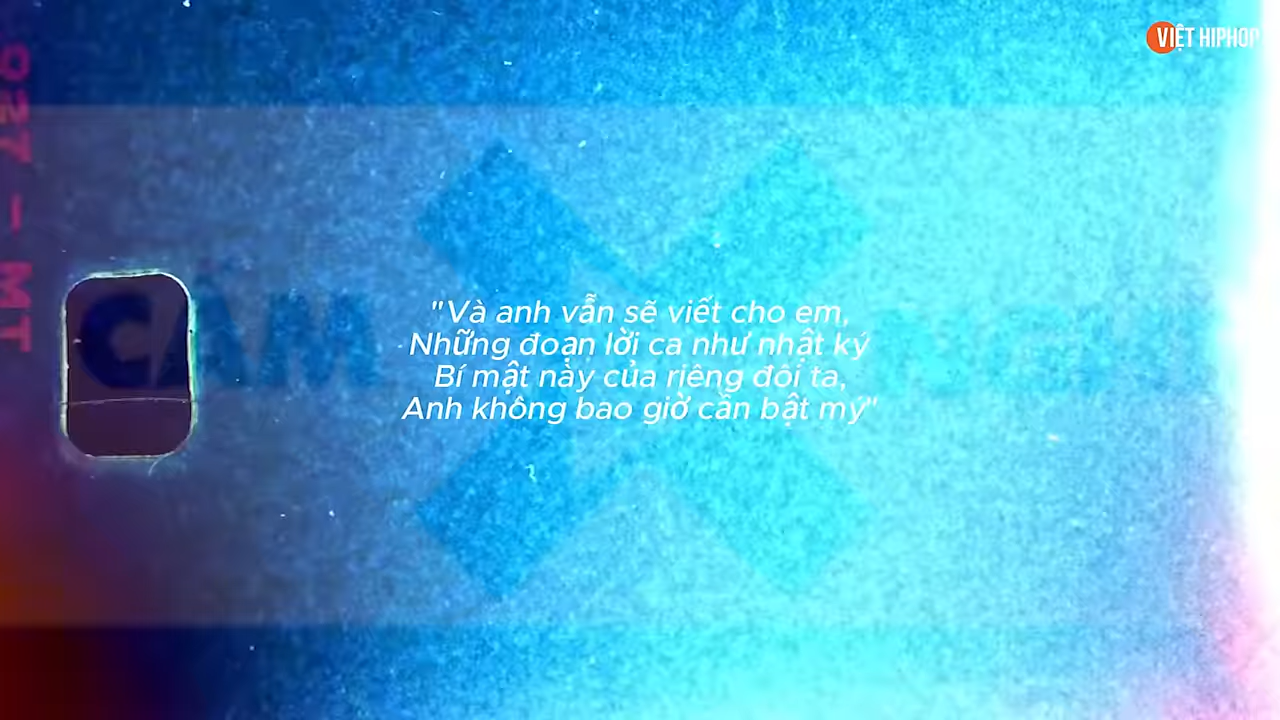 VIỆT HIPHOP
027 – MT
CẤM
"Và anh vẫn sẽ viết cho em,
Những đoạn lời ca như nhật ký
Bí mật này của riêng đôi ta,
Anh không bao giờ cần bật mý"